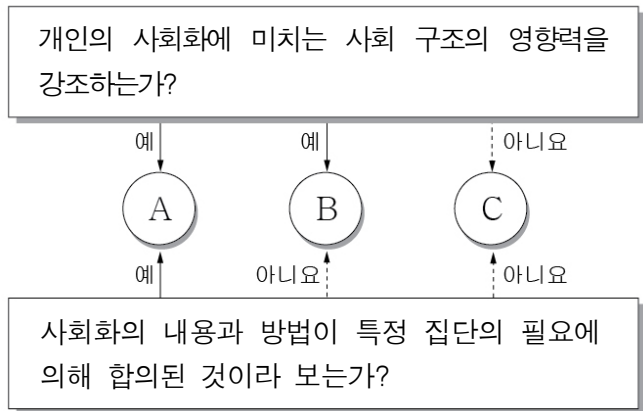 개인의 사회화에 미치는 사회 구조의 영향력을
강조하는가?
예 예 아니요
A B C
예 아니요 아니요
사회화의 내용과 방법이 특정 집단의 필요에
의해 합의된 것이라 보는가?